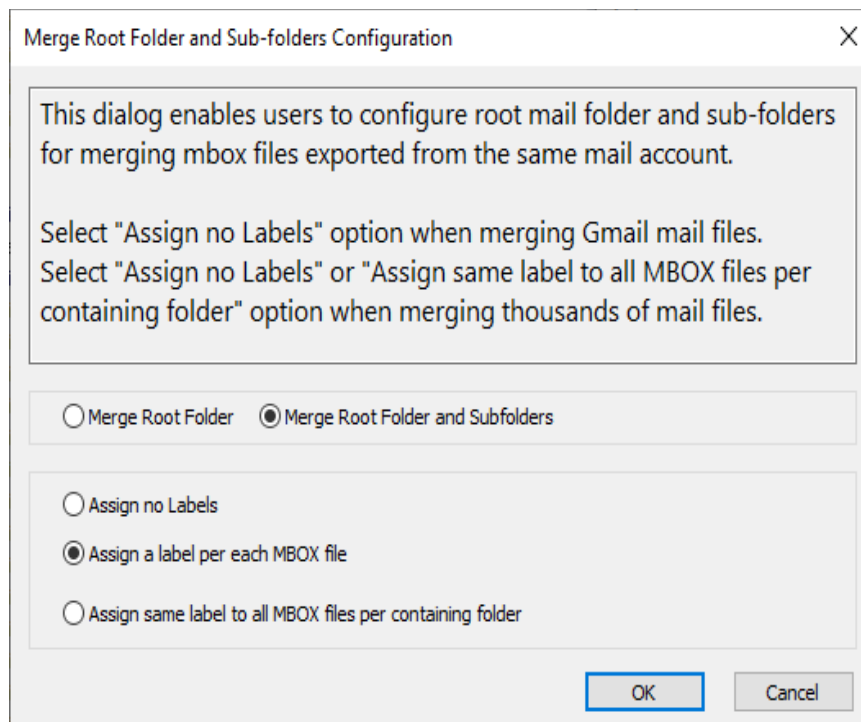 Merge Root Folder and Sub-folders Configuration
This dialog enables users to configure root mail folder and sub-folders
for merging mbox files exported from the same mail account.
Select "Assign no Labels" option when merging Gmail mail files.
Select "Assign no Labels" or "Assign same label to all MBOX files per
containing folder" option when merging thousands of mail files.
Merge Root Folder Merge Root Folder and Subfolders
Assign no Labels
Assign a label per each MBOX file
Assign same label to all MBOX files per containing folder
OK Cancel